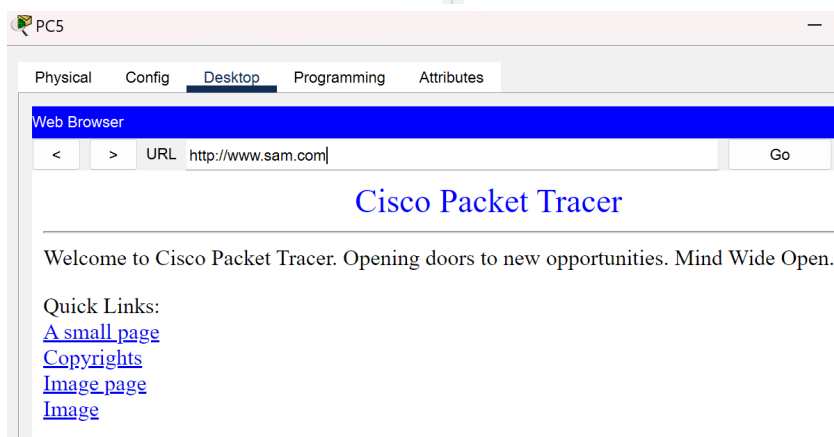 PC5
Physical Config Desktop Programming Attributes
Web Browser
< > URL http://www.sam.com Go
Cisco Packet Tracer
Welcome to Cisco Packet Tracer. Opening doors to new opportunities. Mind Wide Open.
Quick Links:
A small page
Copyrights
Image page
Image